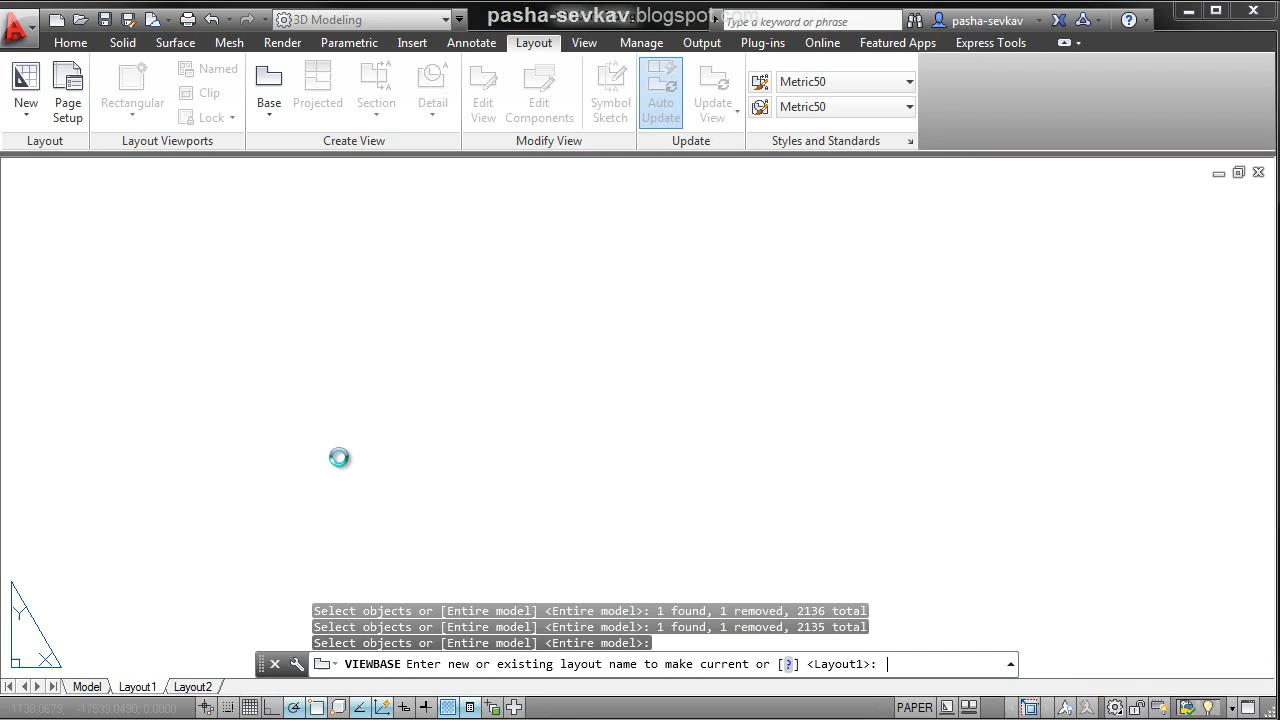 3D Modeling
pasha-sevkav.blogspot.com
Type a keyword or phrase
pasha-sevkav
Home Solid Surface Mesh Render Parametric Insert Annotate Layout View Manage Output Plug-ins Online Featured Apps Express Tools
New
Page Setup
Rectangular
Named
Clip
Lock
Base
Projected
Section
Detail
Edit View
Edit Components
Symbol Sketch
Auto Update
Update View
Metric50
Metric50
Layout Layout Viewports Create View Modify View Update Styles and Standards
Select objects or [Entire model] <Entire model>: 1 found, 1 removed, 2136 total
Select objects or [Entire model] <Entire model>: 1 found, 1 removed, 2135 total
Select objects or [Entire model] <Entire model>:
VIEWBASE Enter new or existing layout name to make current or [?] <Layout1>:
Y
X
Model Layout1 Layout2
PAPER